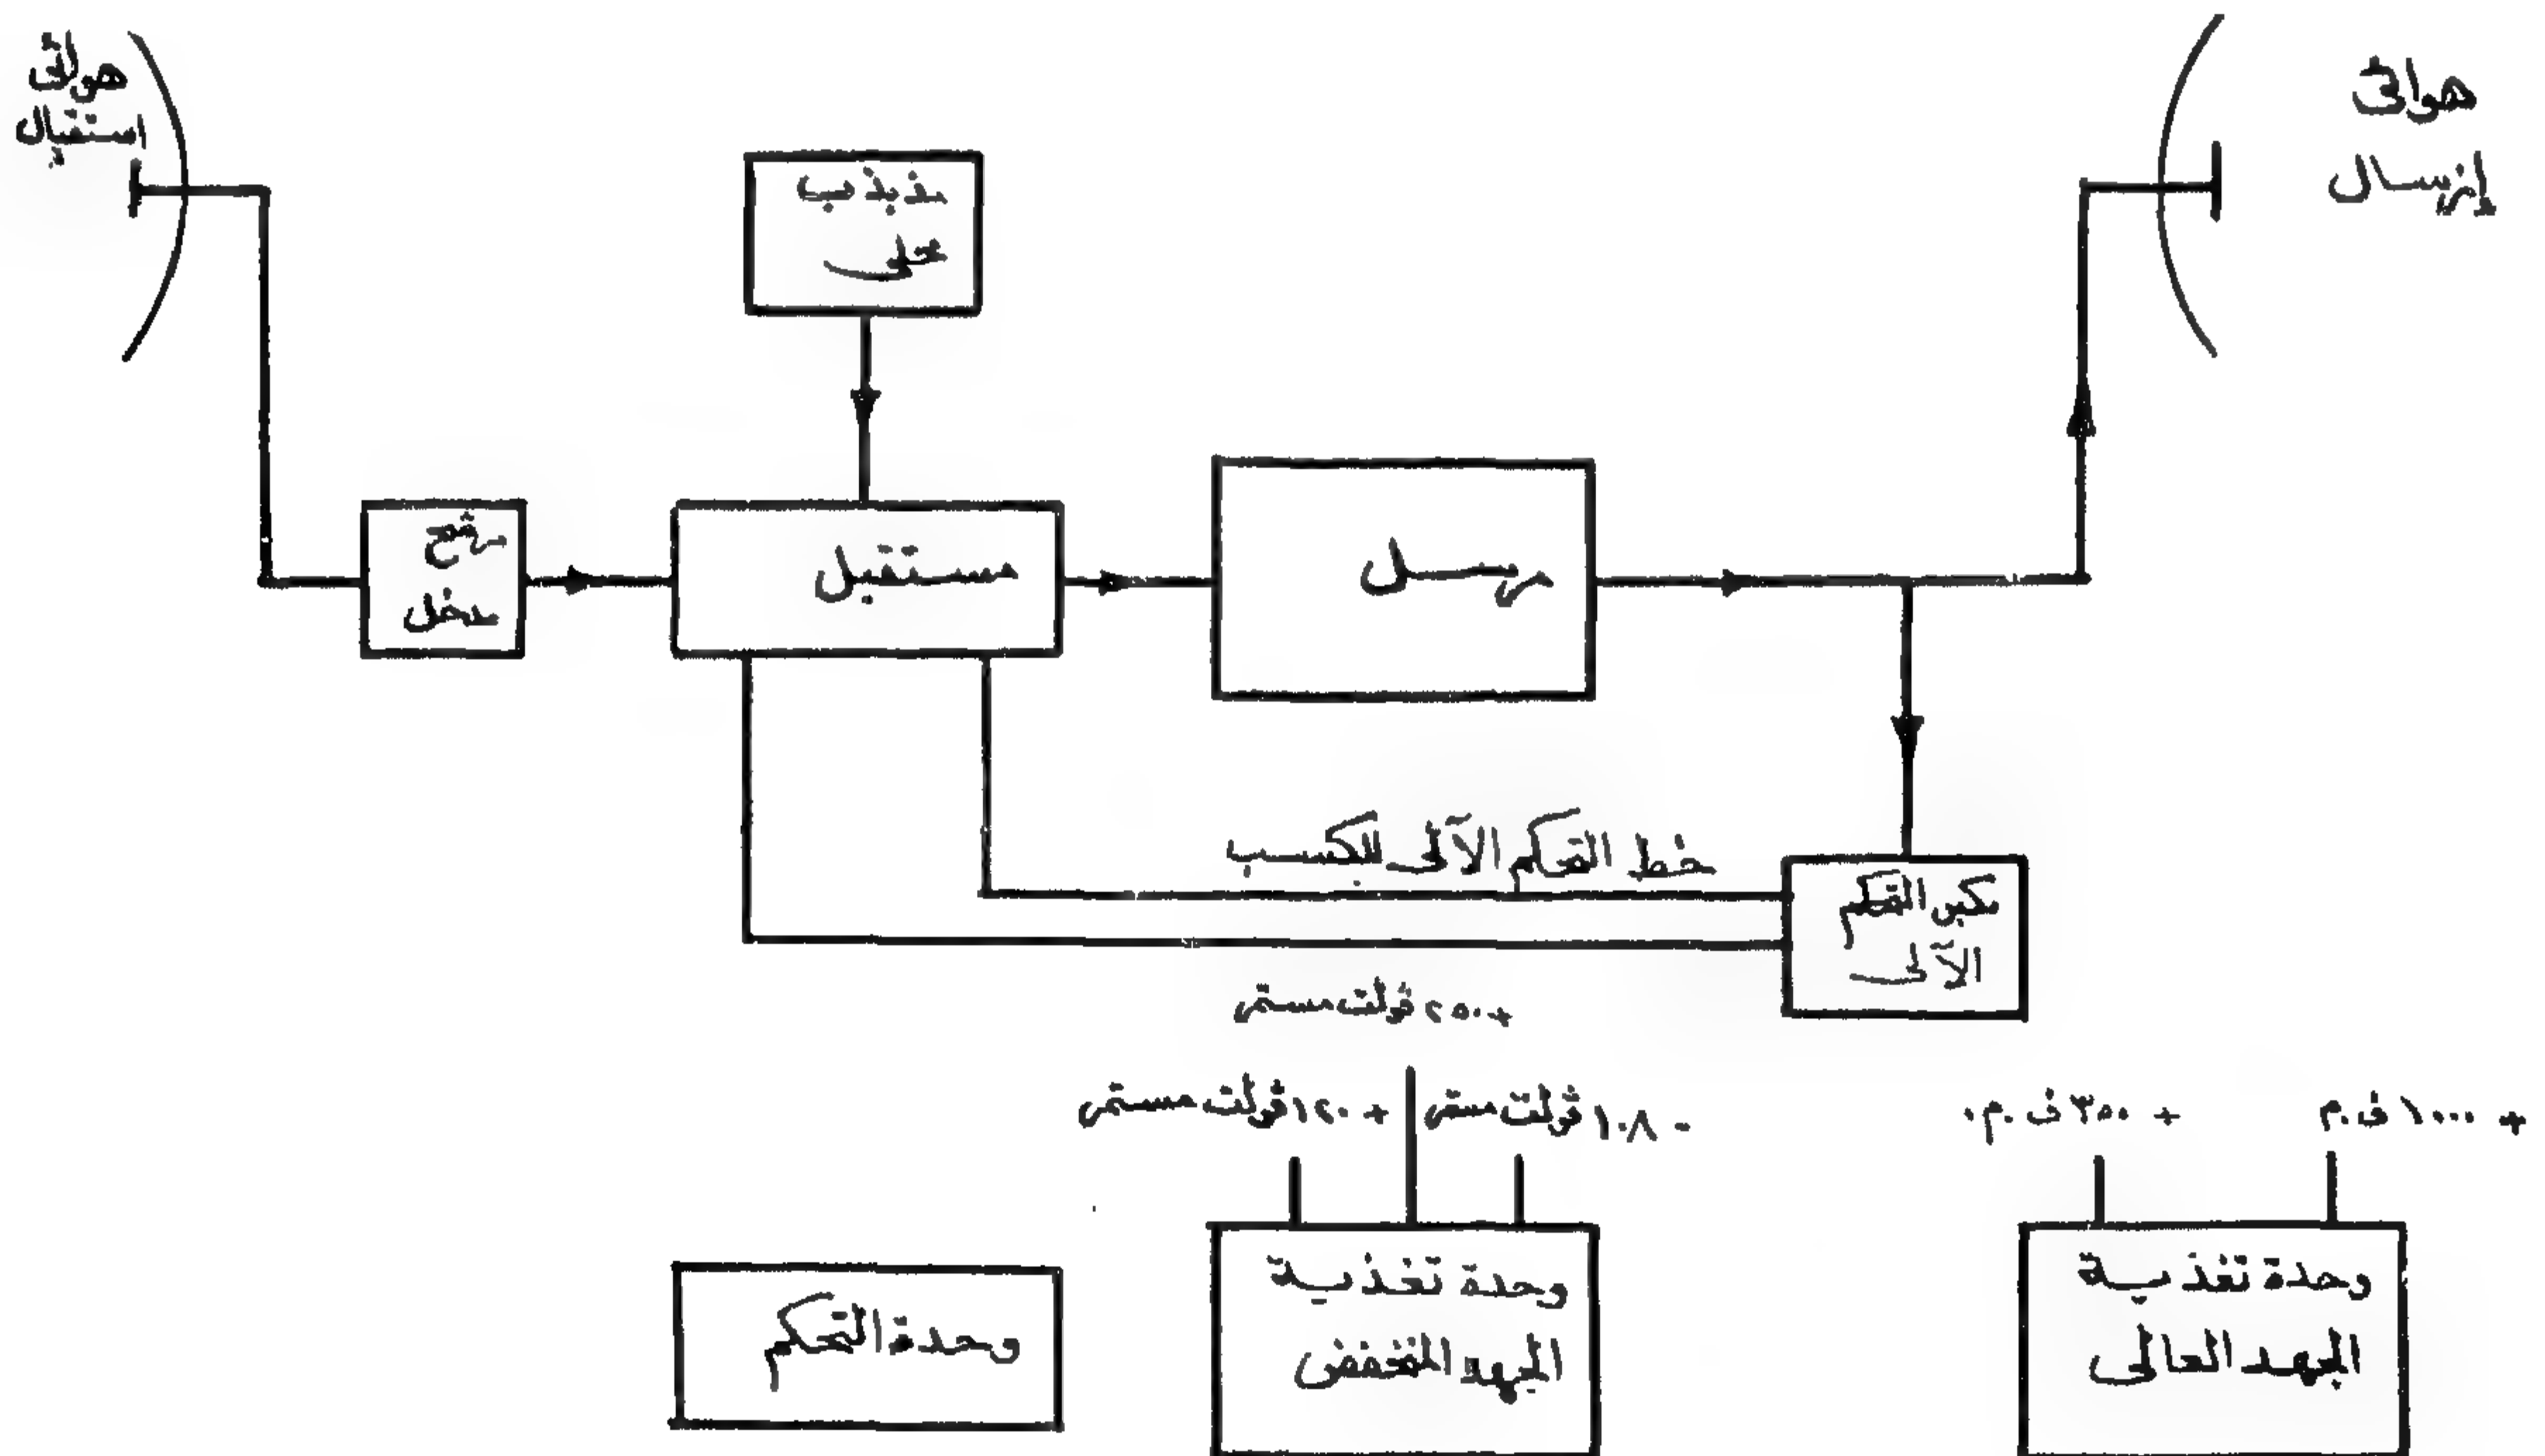 هوائى
استقبال
هوائى
إرسال
مذبذب
محلى
مرشح
مدخل
مستقبل
مرسل
خط التحكم الآلى للكسب
مكبر التحكم
الآلى
+ ٢٥٠ ڤولت مستمر
+ ١٢٠ ڤولت مستمر
- ١٠٨ ڤولت مستمر
+ ٣٥٠ ف.م.
+ ١٠٠٠ ف.م
وحدة التحكم
وحدة تغذية
الجهد المنخفض
وحدة تغذية
الجهد العالى